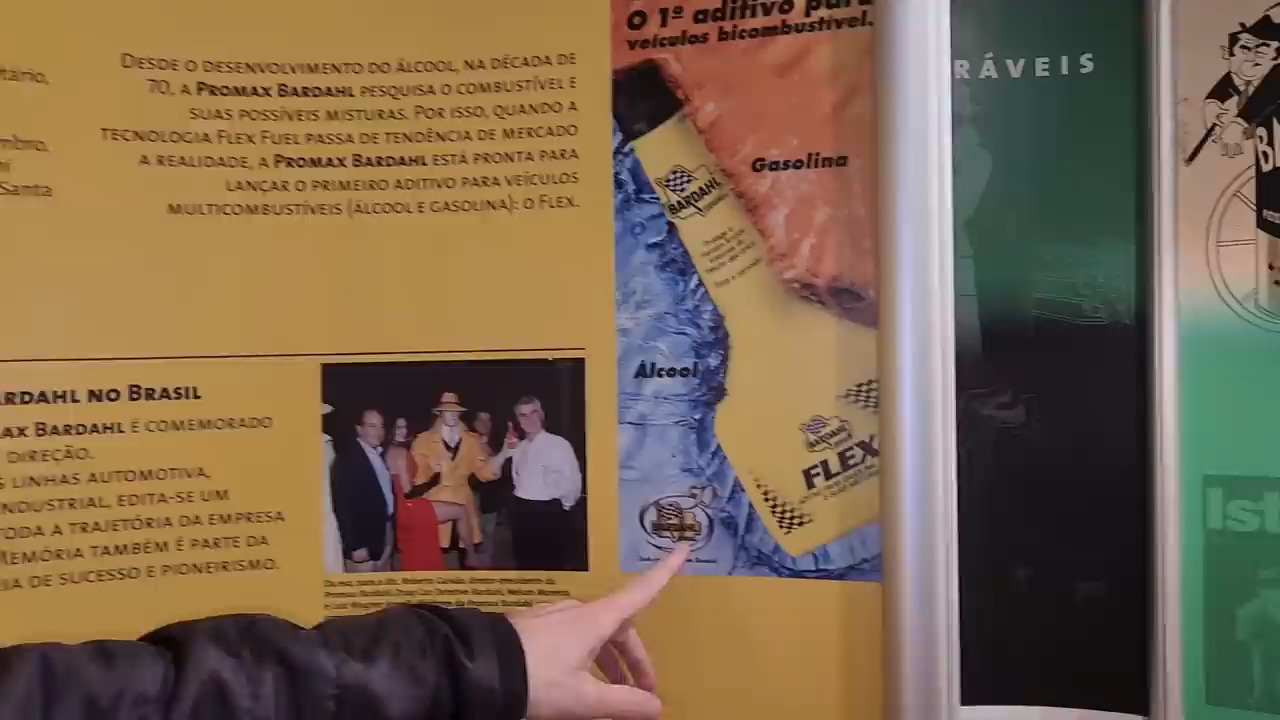 tário,
mbro,
Santa
DESDE O DESENVOLVIMENTO DO ÁLCOOL, NA DÉCADA DE
70, A PROMAX BARDAHL PESQUISA O COMBUSTÍVEL E
SUAS POSSÍVEIS MISTURAS. POR ISSO, QUANDO A
TECNOLOGIA FLEX FUEL PASSA DE TENDÊNCIA DE MERCADO
A REALIDADE, A PROMAX BARDAHL ESTÁ PRONTA PARA
LANÇAR O PRIMEIRO ADITIVO PARA VEÍCULOS
MULTICOMBUSTÍVEIS (ÁLCOOL E GASOLINA): O FLEX.
ARDAHL NO BRASIL
AX BARDAHL É COMEMORADO
DIREÇÃO.
S LINHAS AUTOMOTIVA,
INDUSTRIAL, EDITA-SE UM
TODA A TRAJETÓRIA DA EMPRESA
MEMÓRIA TAMBÉM É PARTE DA
IA DE SUCESSO E PIONEIRISMO.
O 1º aditivo para
veículos bicombustível.
Gasolina
BARDAHL
Álcool
BARDAHL
FLEX
BARDAHL
RÁVEIS
BA
Ist